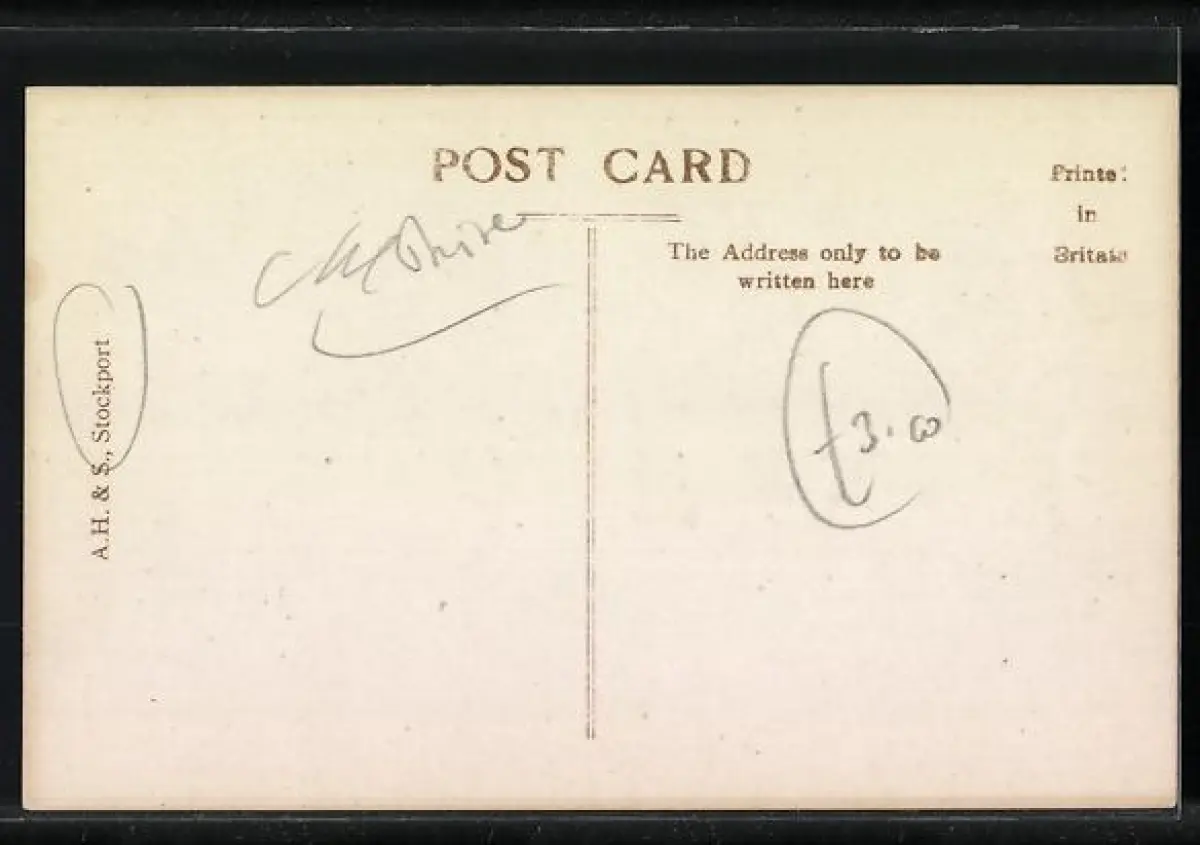 POST CARD
Printed
in
Britain
The Address only to be
written here
A.H. & S., Stockport
£3.00